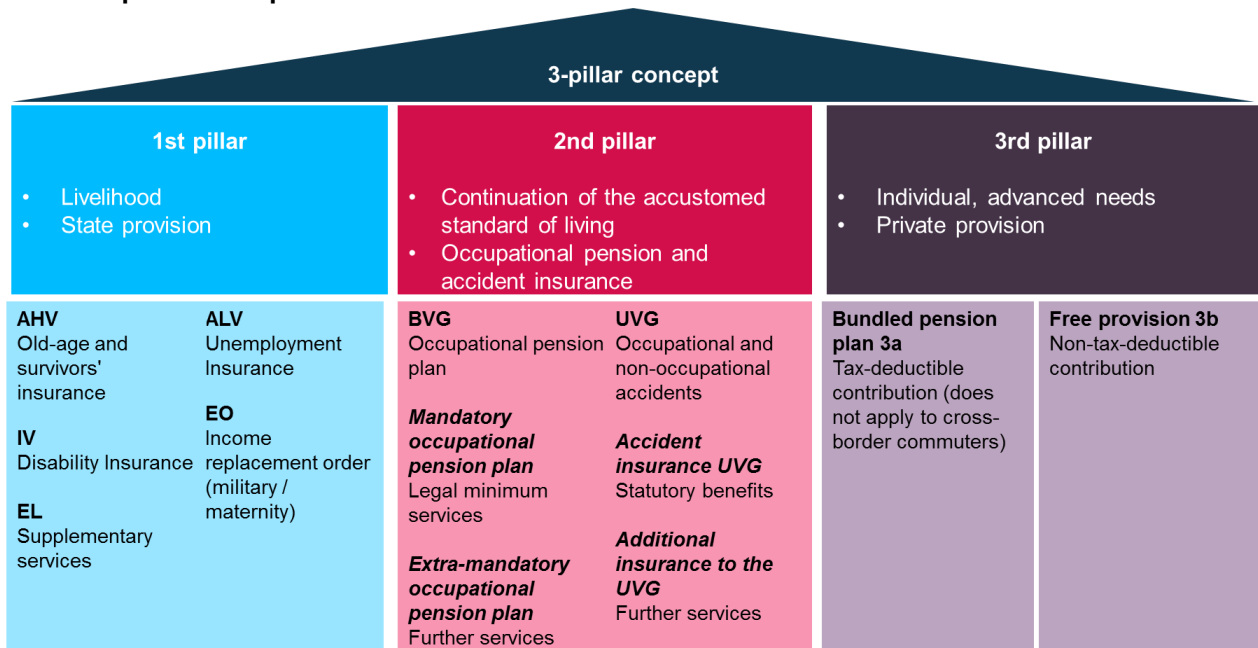 3-pillar concept
1st pillar
• Livelihood
• State provision
2nd pillar
• Continuation of the accustomed
standard of living
• Occupational pension and
accident insurance
3rd pillar
• Individual, advanced needs
• Private provision
AHV
Old-age and
survivors'
insurance
IV
Disability Insurance
EL
Supplementary
services
ALV
Unemployment
Insurance
EO
Income
replacement order
(military /
maternity)
BVG
Occupational pension
plan
Mandatory
occupational
pension plan
Legal minimum
services
Extra-mandatory
occupational
pension plan
Further services
UVG
Occupational and
non-occupational
accidents
Accident
insurance UVG
Statutory benefits
Additional
insurance to the
UVG
Further services
Bundled pension
plan 3a
Tax-deductible
contribution (does
not apply to cross-
border commuters)
Free provision 3b
Non-tax-deductible
contribution